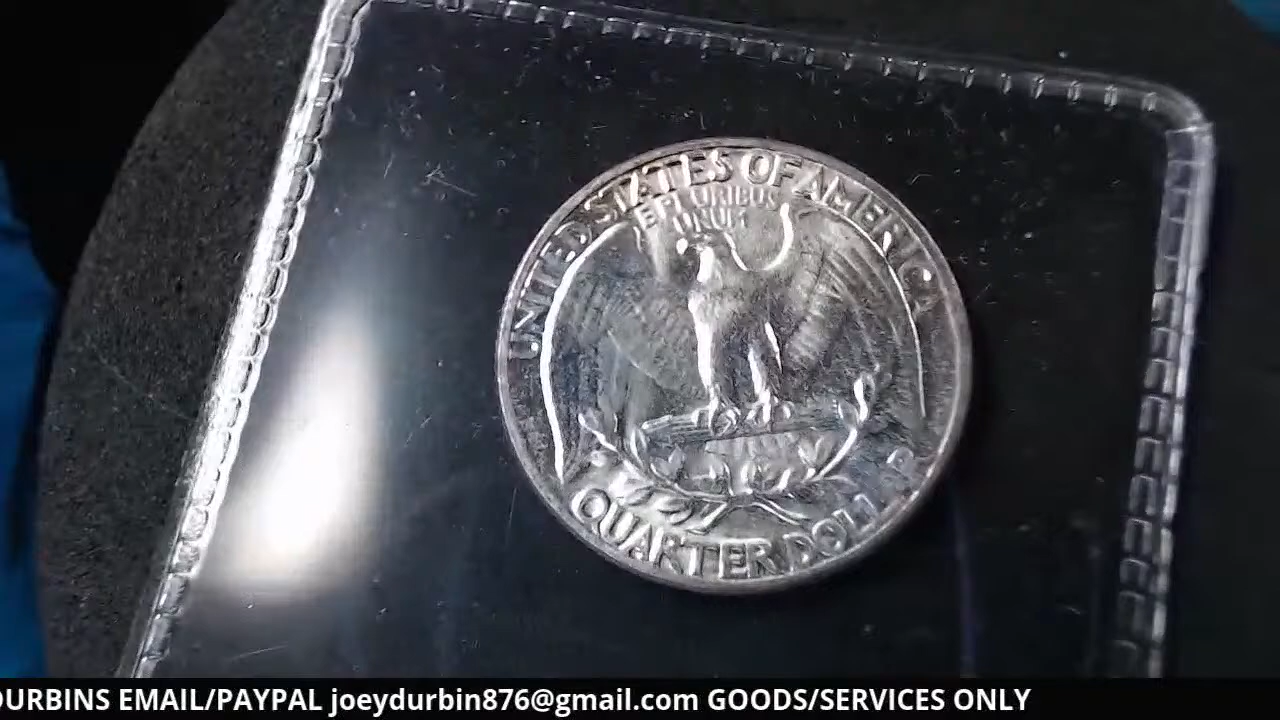 UNITED STATES OF AMERICA
E PLURIBUS
UNUM
QUARTER DOLLAR
DURBINS EMAIL/PAYPAL joeydurbin876@gmail.com GOODS/SERVICES ONLY